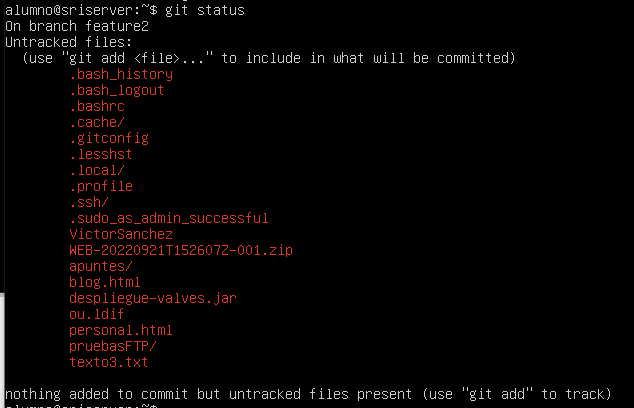 alumno@sriserver:~$ git status
On branch feature2
Untracked files:
  (use "git add <file>..." to include in what will be committed)
        .bash_history
        .bash_logout
        .bashrc
        .cache/
        .gitconfig
        .lesshst
        .local/
        .profile
        .ssh/
        .sudo_as_admin_successful
        VictorSanchez
        WEB-20220921T152607Z-001.zip
        apuntes/
        blog.html
        despliegue-valves.jar
        ou.ldif
        personal.html
        pruebasFTP/
        texto3.txt

nothing added to commit but untracked files present (use "git add" to track)
alumno@sriserver:~$